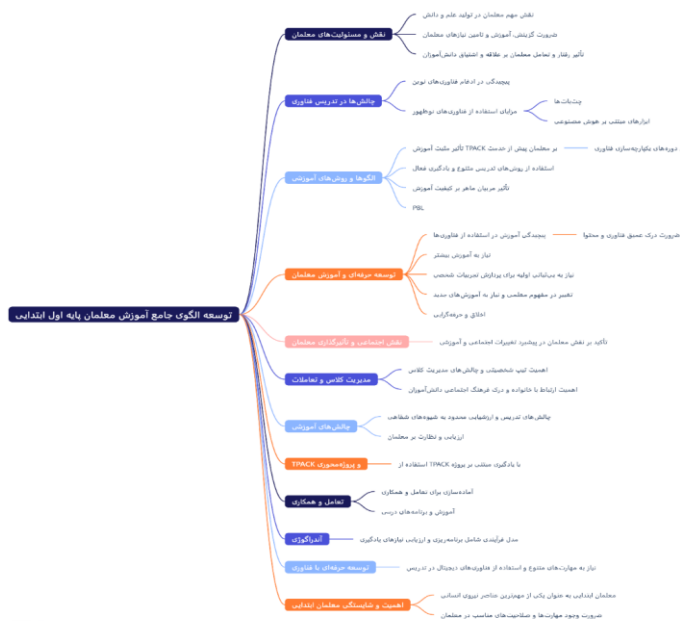 توسعه الگوی جامع آموزش معلمان پایه اول ابتدایی
نقش و مسئولیت‌های معلمان
نقش مهم معلمان در تولید علم و دانش
ضرورت گزینش، آموزش و تامین نیازهای معلمان
تأثیر رفتار و تعامل معلمان بر علاقه و اشتیاق دانش‌آموزان
چالش‌ها در تدریس فناوری
پیچیدگی در ادغام فناوری‌های نوین
مزایای استفاده از فناوری‌های نوظهور
چت‌بات‌ها
ابزارهای مبتنی بر هوش مصنوعی
الگوها و روش‌های آموزشی
بر معلمان پیش از خدمت TPACK تأثیر مثبت آموزش
دوره‌های یکپارچه‌سازی فناوری
استفاده از روش‌های تدریس متنوع و یادگیری فعال
تأثیر مربیان ماهر بر کیفیت آموزش
PBL
توسعه حرفه‌ای و آموزش معلمان
پیچیدگی آموزش در استفاده از فناوری‌ها
ضرورت درک عمیق فناوری و محتوا
نیاز به آموزش بیشتر
نیاز به پشتیبانی اولیه برای پردازش تجربیات شخصی
تغییر در مفهوم معلمی و نیاز به آموزش‌های جدید
اخلاق و حرفه‌گرایی
نقش اجتماعی و تأثیرگذاری معلمان
تأکید بر نقش معلمان در پیشبرد تغییرات اجتماعی و آموزشی
مدیریت کلاس و تعاملات
اهمیت تیپ شخصیتی و چالش‌های مدیریت کلاس
اهمیت ارتباط با خانواده و درک فرهنگ اجتماعی دانش‌آموزان
چالش‌های آموزشی
چالش‌های تدریس و ارزشیابی محدود به شیوه‌های شفاهی
ارزیابی و نظارت بر معلمان
و پروژه‌محوری TPACK
با یادگیری مبتنی بر پروژه TPACK استفاده از
تعامل و همکاری
آماده‌سازی برای تعامل و همکاری
آموزش و برنامه‌های درسی
آندراگوژی
مدل فرآیندی شامل برنامه‌ریزی و ارزیابی نیازهای یادگیری
توسعه حرفه‌ای با فناوری
نیاز به مهارت‌های متنوع و استفاده از فناوری‌های دیجیتال در تدریس
اهمیت و شایستگی معلمان ابتدایی
معلمان ابتدایی به عنوان یکی از مهم‌ترین عناصر نیروی انسانی
ضرورت وجود مهارت‌ها و صلاحیت‌های مناسب در معلمان